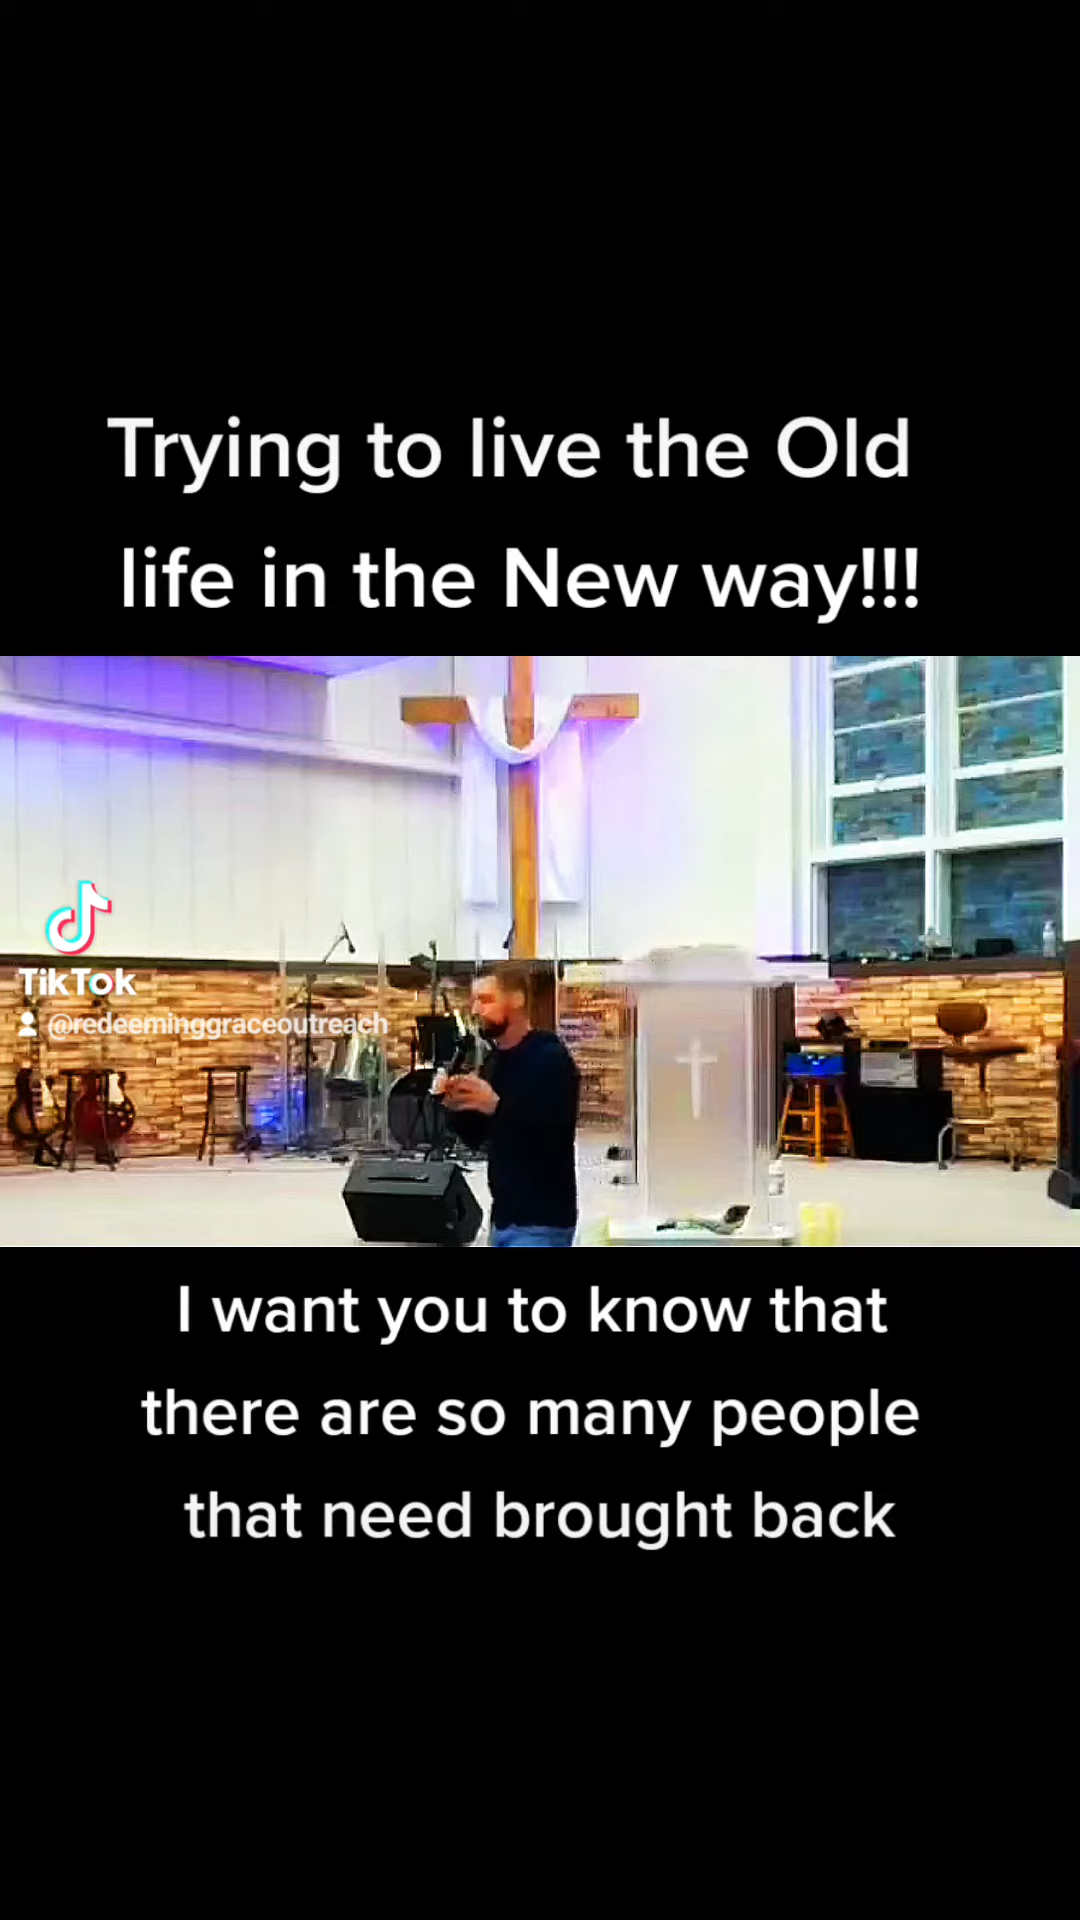 Trying to live the Old
life in the New way!!!
TikTok
@redeeminggraceoutreach
I want you to know that
there are so many people
that need brought back